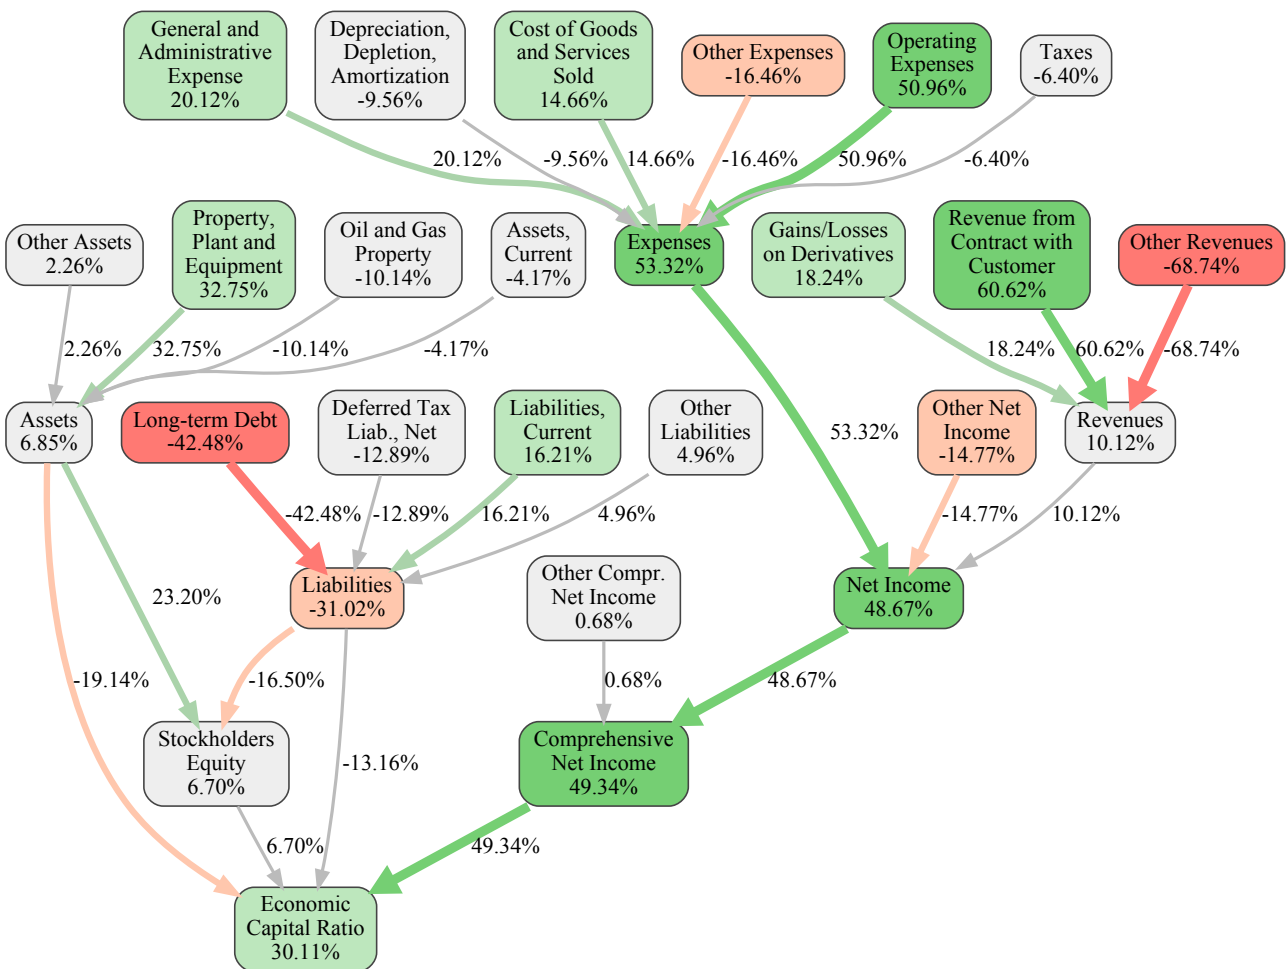 General and
Administrative
Expense
20.12%
Depreciation,
Depletion,
Amortization
-9.56%
Cost of Goods
and Services
Sold
14.66%
Other Expenses
-16.46%
Operating
Expenses
50.96%
Taxes
-6.40%
20.12%
-9.56%
14.66%
-16.46%
50.96%
-6.40%
Other Assets
2.26%
Property,
Plant and
Equipment
32.75%
Oil and Gas
Property
-10.14%
Assets,
Current
-4.17%
Expenses
53.32%
Gains/Losses
on Derivatives
18.24%
Revenue from
Contract with
Customer
60.62%
Other Revenues
-68.74%
2.26%
32.75%
-10.14%
-4.17%
18.24%
60.62%
-68.74%
Assets
6.85%
Long-term Debt
-42.48%
Deferred Tax
Liab., Net
-12.89%
Liabilities,
Current
16.21%
Other
Liabilities
4.96%
53.32%
Other Net
Income
-14.77%
Revenues
10.12%
-42.48%
-12.89%
16.21%
4.96%
-14.77%
10.12%
23.20%
Liabilities
-31.02%
Other Compr.
Net Income
0.68%
Net Income
48.67%
-19.14%
-16.50%
0.68%
48.67%
Stockholders
Equity
6.70%
-13.16%
Comprehensive
Net Income
49.34%
6.70%
49.34%
Economic
Capital Ratio
30.11%